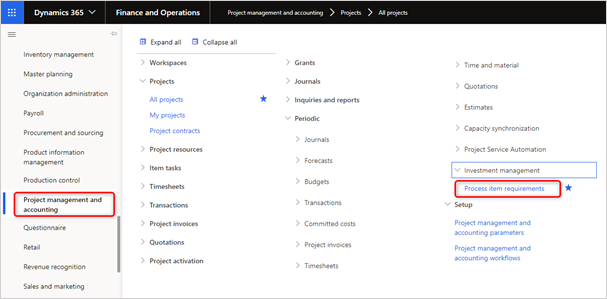 Dynamics 365
Finance and Operations
Project management and accounting
Projects
All projects
Inventory management
Master planning
Organization administration
Payroll
Procurement and sourcing
Product information
management
Production control
Project management and
accounting
Questionnaire
Retail
Revenue recognition
Sales and marketing
Expand all
Collapse all
Workspaces
Projects
All projects
My projects
Project contracts
Project resources
Item tasks
Timesheets
Transactions
Project invoices
Quotations
Project activation
Grants
Journals
Inquiries and reports
Periodic
Journals
Forecasts
Budgets
Transactions
Committed costs
Project invoices
Timesheets
Time and material
Quotations
Estimates
Capacity synchronization
Project Service Automation
Investment management
Process item requirements
Setup
Project management and
accounting parameters
Project management and
accounting workflows